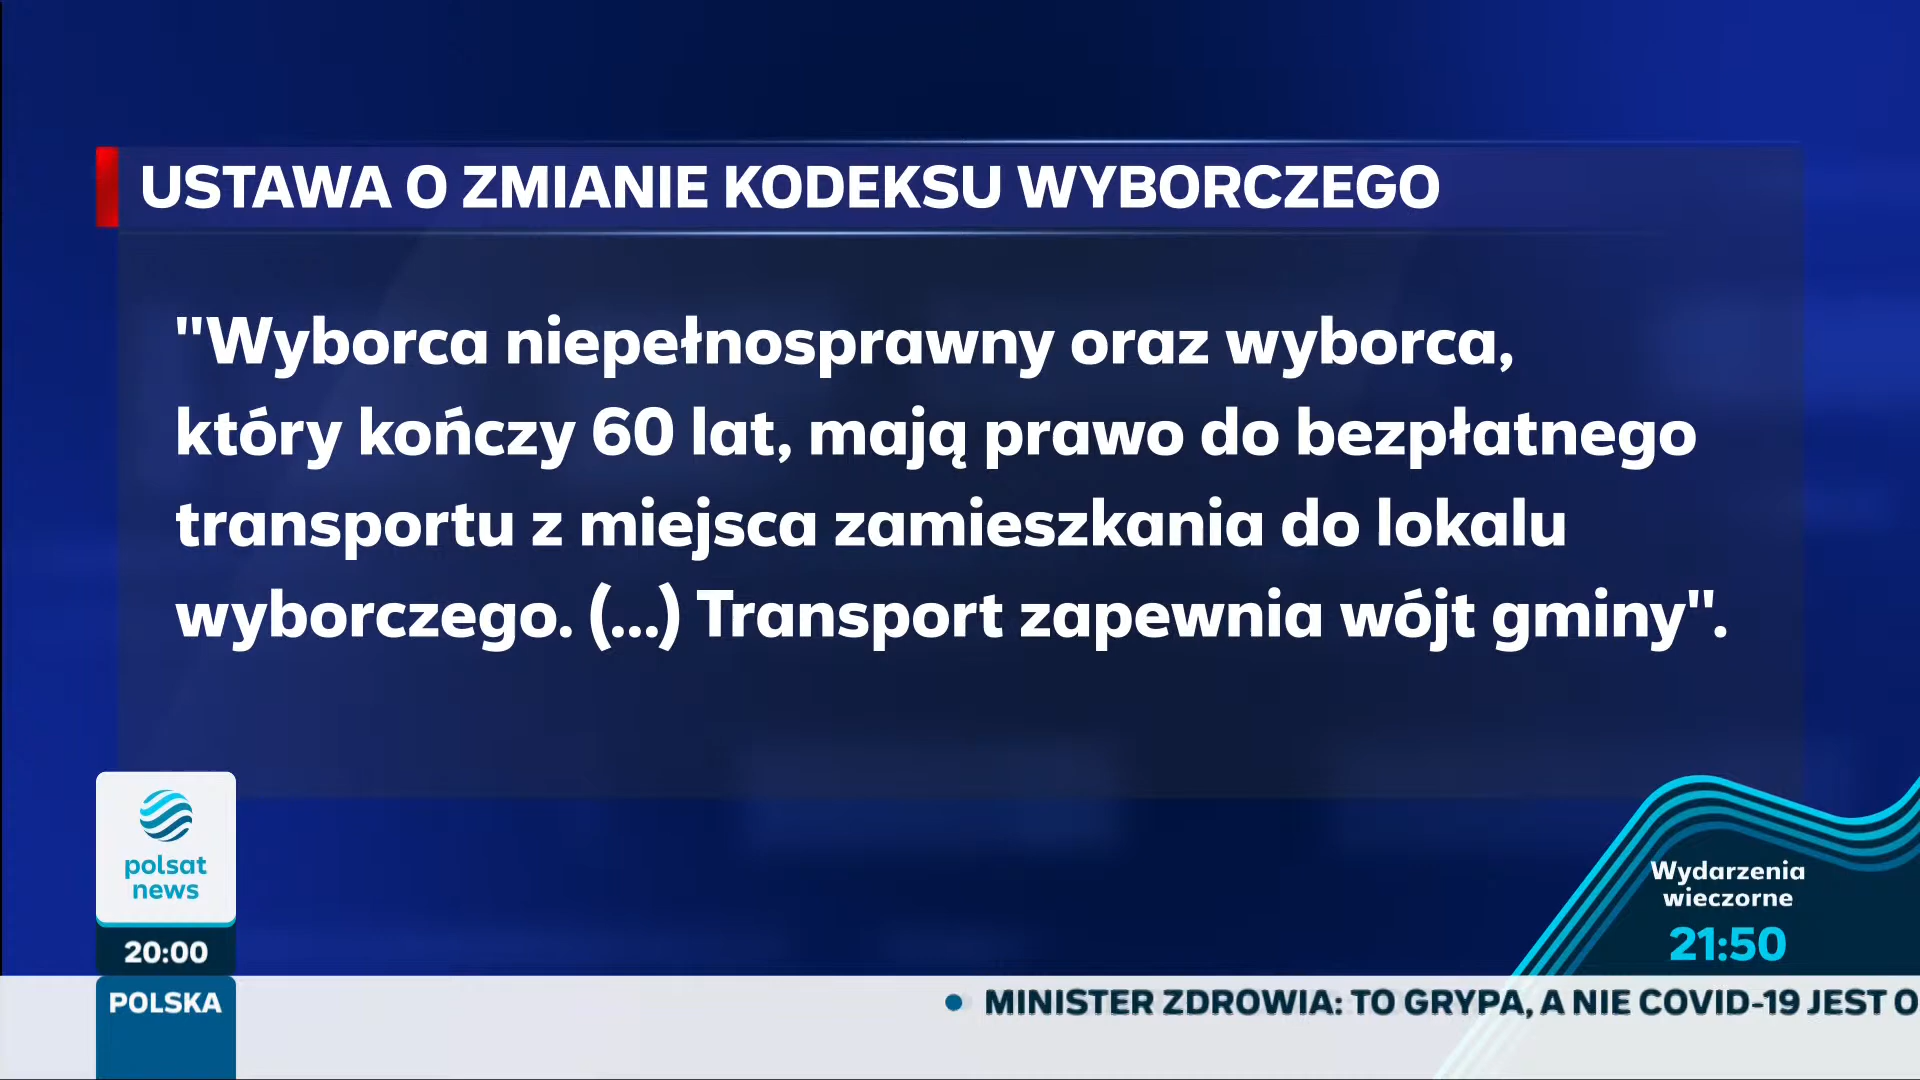 USTAWA O ZMIANIE KODEKSU WYBORCZEGO
"Wyborca niepełnosprawny oraz wyborca,
który kończy 60 lat, mają prawo do bezpłatnego
transportu z miejsca zamieszkania do lokalu
wyborczego. (...) Transport zapewnia wójt gminy".
polsat
news
20:00
Wydarzenia
wieczorne
21:50
POLSKA
• MINISTER ZDROWIA: TO GRYPA, A NIE COVID-19 JEST O